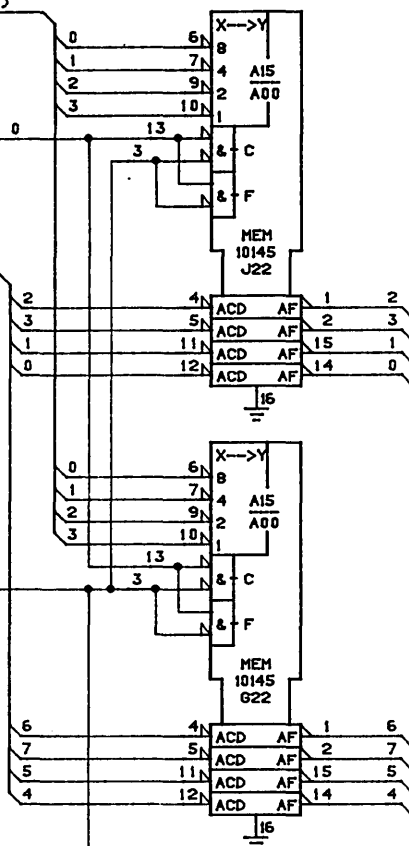 X-->Y
0 6 8
1 7 4 A15
2 9 2 A00
3 10 1
0 13
3 & C
& F
MEM
10145
J22
2 4 ACD AF 1 2
3 5 ACD AF 2 3
1 11 ACD AF 15 1
0 12 ACD AF 14 0
16
X-->Y
0 6 8
1 7 4 A15
2 9 2 A00
3 10 1
13
3 & C
& F
MEM
10145
G22
6 4 ACD AF 1 6
7 5 ACD AF 2 7
5 11 ACD AF 15 5
4 12 ACD AF 14 4
16